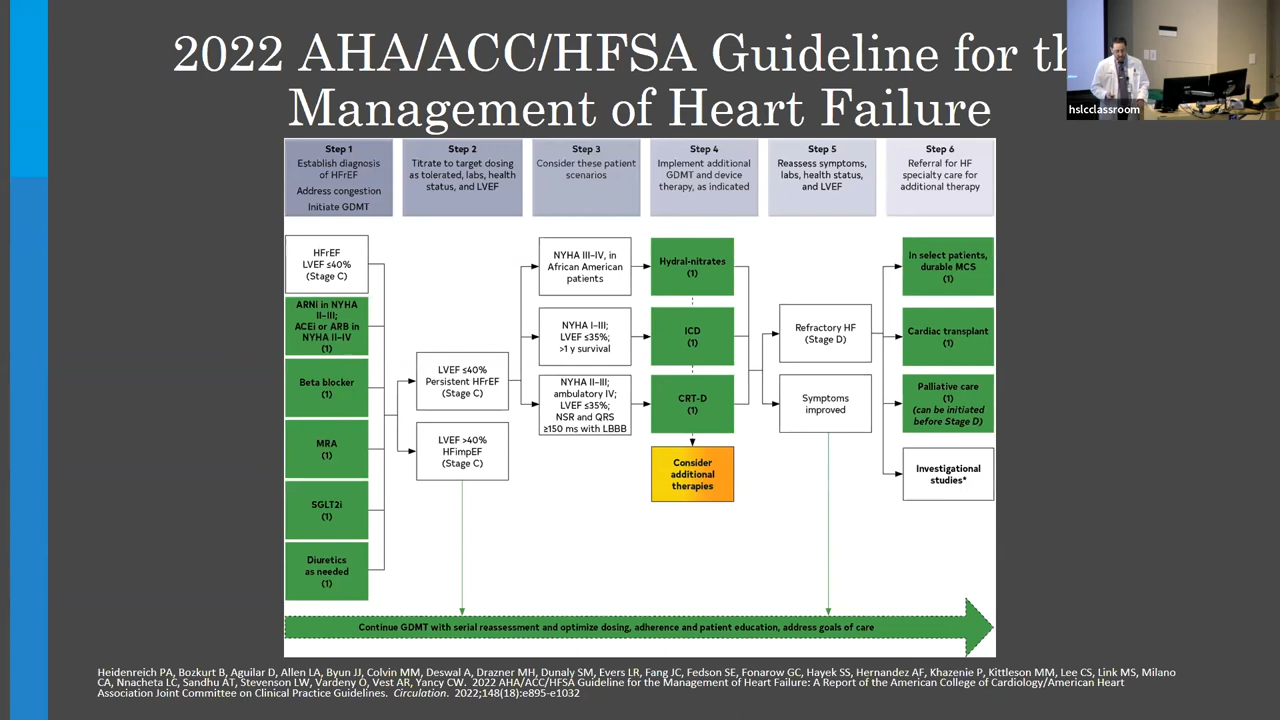 2022 AHA/ACC/HFSA Guideline for th
Management of Heart Failure
hslcclassroom
Step 1
Establish diagnosis
of HFrEF
Address congestion
Initiate GDMT
Step 2
Titrate to target dosing
as tolerated, labs, health
status, and LVEF
Step 3
Consider these patient
scenarios
Step 4
Implement additional
GDMT and device
therapy, as indicated
Step 5
Reassess symptoms,
labs, health status,
and LVEF
Step 6
Referral for HF
specialty care for
additional therapy
HFrEF
LVEF ≤40%
(Stage C)
ARNi in NYHA
II–III;
ACEi or ARB in
NYHA II–IV
(1)
Beta blocker
(1)
MRA
(1)
SGLT2i
(1)
Diuretics
as needed
(1)
LVEF ≤40%
Persistent HFrEF
(Stage C)
LVEF >40%
HFimpEF
(Stage C)
NYHA III–IV, in
African American
patients
NYHA I–III;
LVEF ≤35%;
>1 y survival
NYHA II–III;
ambulatory IV;
LVEF ≤35%;
NSR and QRS
≥150 ms with LBBB
Hydral-nitrates
(1)
ICD
(1)
CRT-D
(1)
Consider
additional
therapies
Refractory HF
(Stage D)
Symptoms
improved
In select patients,
durable MCS
(1)
Cardiac transplant
(1)
Palliative care
(1)
(can be initiated
before Stage D)
Investigational
studies*
Continue GDMT with serial reassessment and optimize dosing, adherence and patient education, address goals of care
Heidenreich PA, Bozkurt B, Aguilar D, Allen LA, Byun JJ, Colvin MM, Deswal A, Drazner MH, Dunaly SM, Evers LR, Fang JC, Fedson SE, Fonarow GC, Hayek SS, Hernandez AF, Khazenie P, Kittleson MM, Lee CS, Link MS, Milano
CA, Nnacheta LC, Sandhu AT, Stevenson LW, Vardeny O, Vest AR, Yancy CW. 2022 AHA/ACC/HFSA Guideline for the Management of Heart Failure: A Report of the American College of Cardiology/American Heart
Association Joint Committee on Clinical Practice Guidelines. Circulation. 2022;148(18):e895-e1032